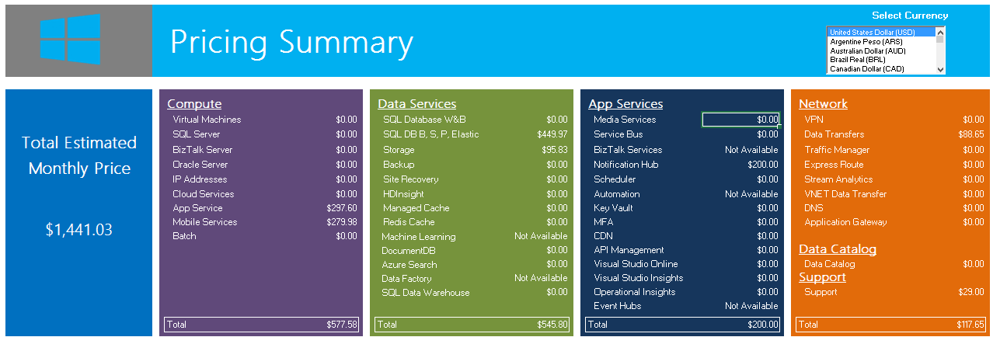 Select Currency
Pricing Summary
United States Dollar (USD)
Argentine Peso (ARS)
Australian Dollar (AUD)
Brazil Real (BRL)
Canadian Dollar (CAD)
Total Estimated
Monthly Price
$1,441.03
Compute
Virtual Machines $0.00
SQL Server $0.00
BizTalk Server $0.00
Oracle Server $0.00
IP Addresses $0.00
Cloud Services $0.00
App Service $297.60
Mobile Services $279.98
Batch $0.00
Total $577.58
Data Services
SQL Database W&B $0.00
SQL DB B, S, P, Elastic $449.97
Storage $95.83
Backup $0.00
Site Recovery $0.00
HDInsight $0.00
Managed Cache $0.00
Redis Cache $0.00
Machine Learning Not Available
DocumentDB $0.00
Azure Search $0.00
Data Factory Not Available
SQL Data Warehouse $0.00
Total $545.80
App Services
Media Services $0.00
Service Bus $0.00
BizTalk Services Not Available
Notification Hub $200.00
Scheduler $0.00
Automation Not Available
Key Vault $0.00
MFA $0.00
CDN $0.00
API Management $0.00
Visual Studio Online $0.00
Visual Studio Insights $0.00
Operational Insights $0.00
Event Hubs Not Available
Total $200.00
Network
VPN $0.00
Data Transfers $88.65
Traffic Manager $0.00
Express Route $0.00
Stream Analytics $0.00
VNET Data Transfer $0.00
DNS $0.00
Application Gateway $0.00
Data Catalog
Data Catalog $0.00
Support
Support $29.00
Total $117.65